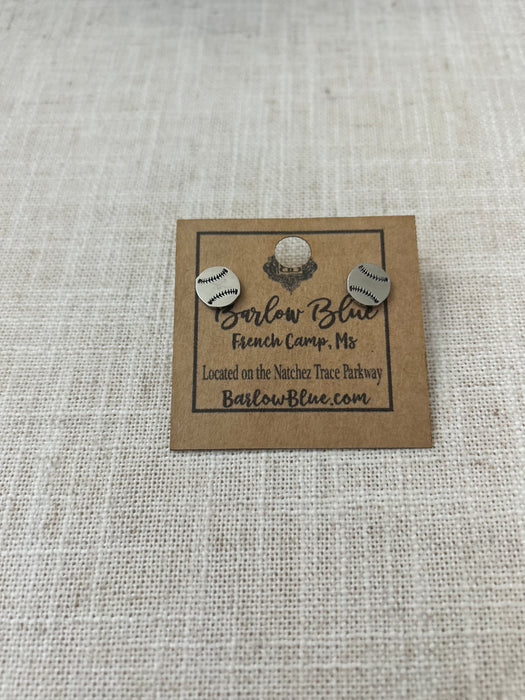 Barlow Blue
French Camp, Ms
Located on the Natchez Trace Parkway
BarlowBlue.com